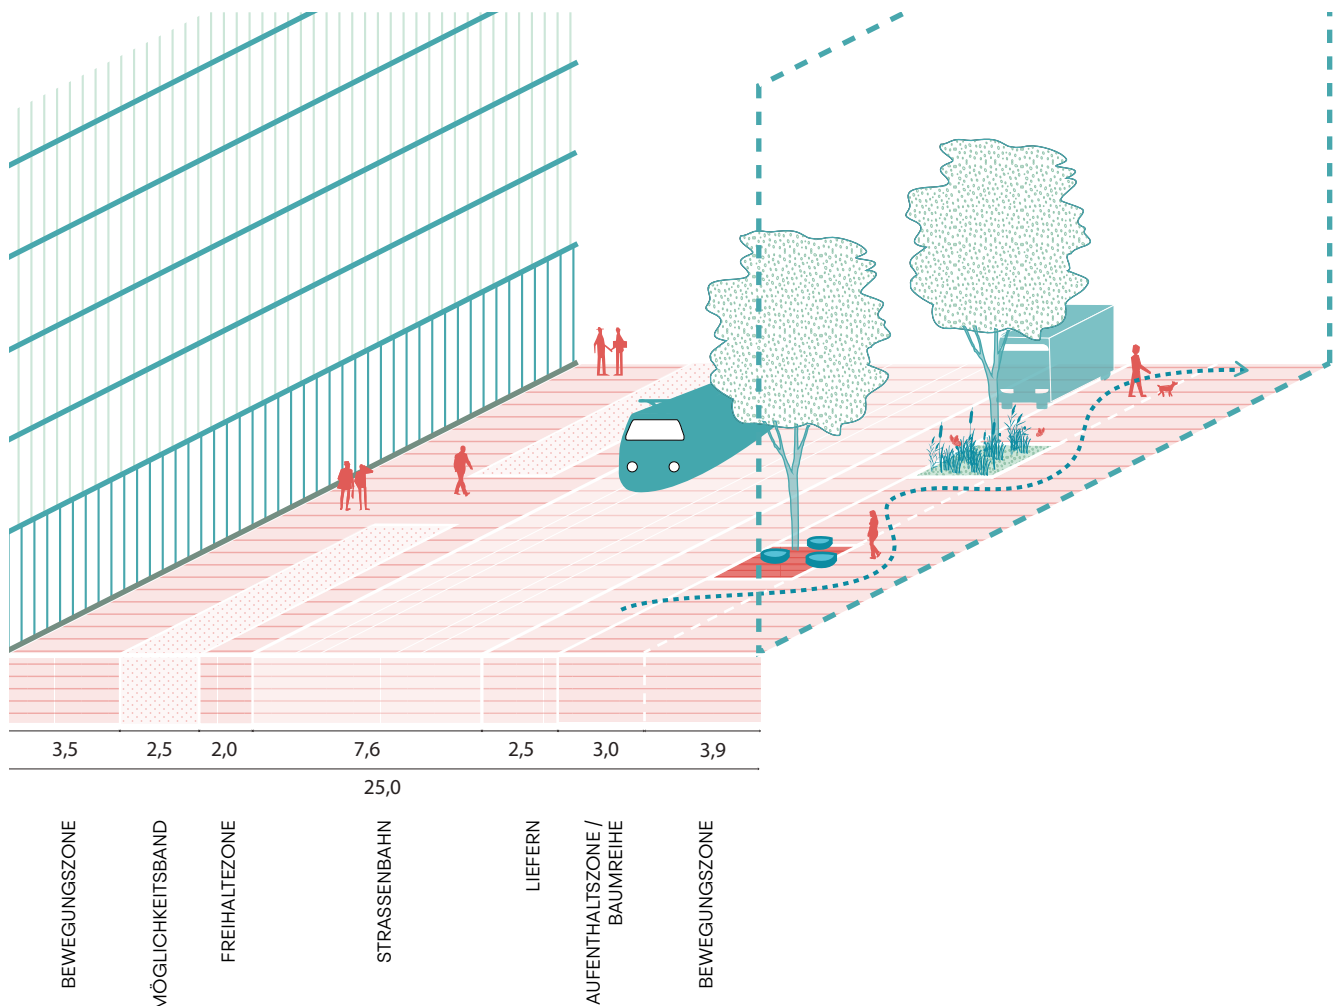 3,5
2,5
2,0
7,6
2,5
3,0
3,9
25,0
BEWEGUNGSZONE
MÖGLICHKEITSBAND
FREIHALTEZONE
STRASSENBAHN
LIEFERN
AUFENTHALTSZONE /
BAUMREIHE
BEWEGUNGSZONE